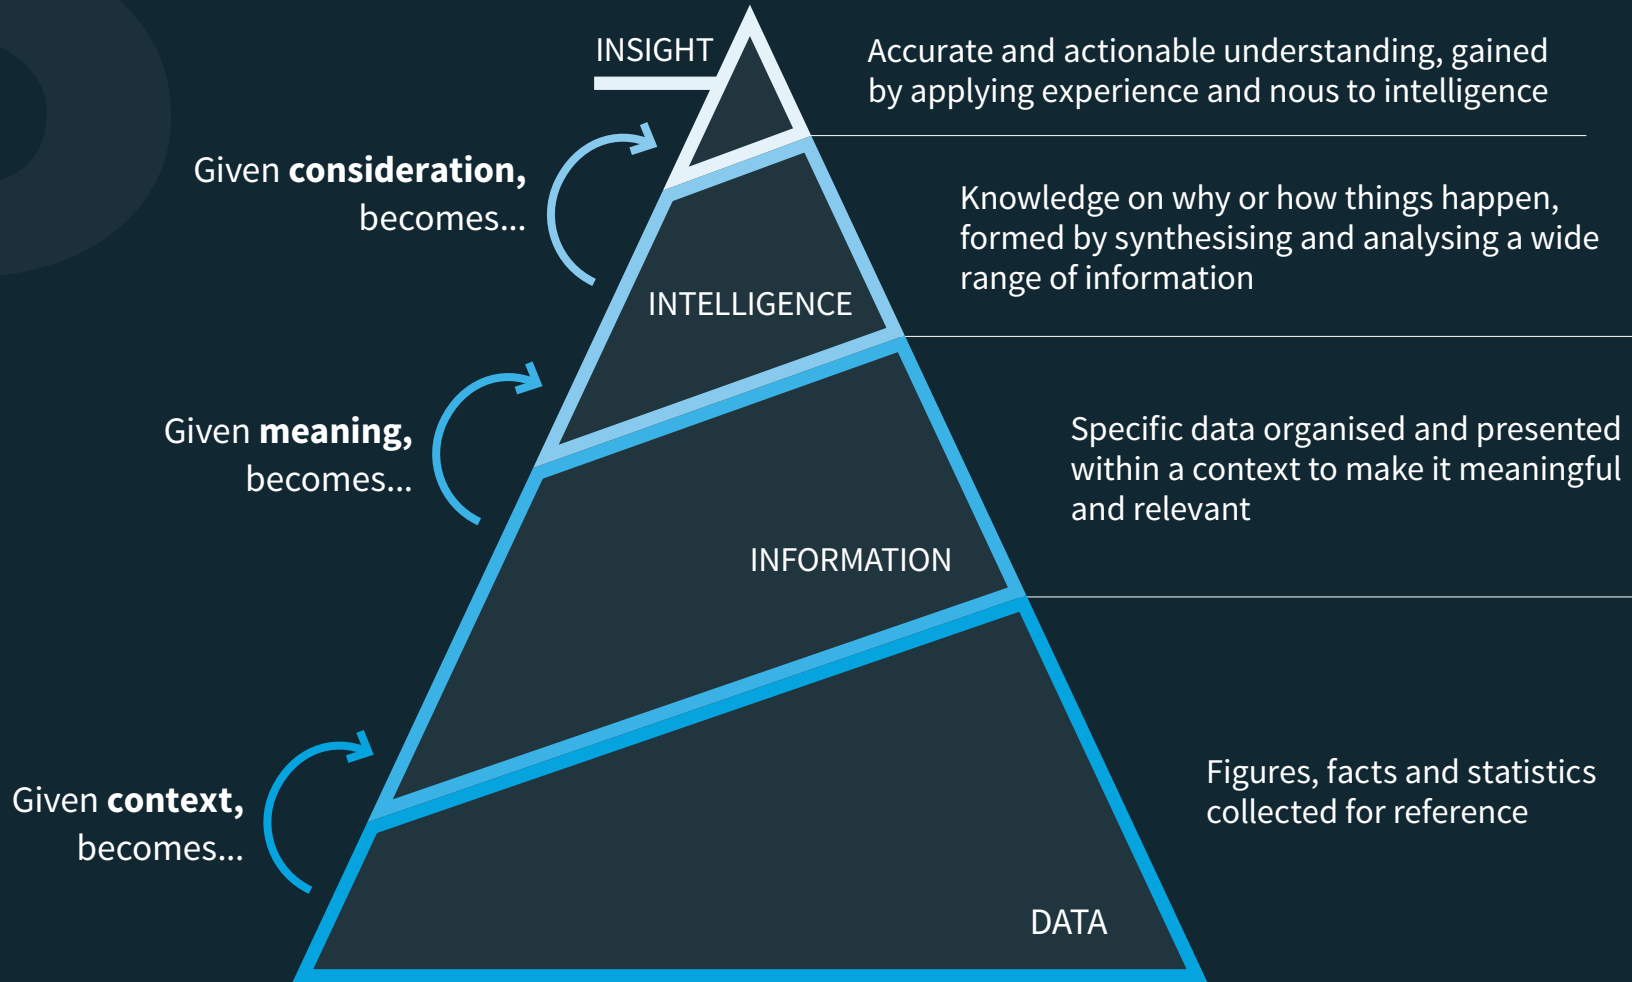 INSIGHT
Accurate and actionable understanding, gained
by applying experience and nous to intelligence
Given consideration,
becomes...
Knowledge on why or how things happen,
formed by synthesising and analysing a wide
range of information
INTELLIGENCE
Given meaning,
becomes...
Specific data organised and presented
within a context to make it meaningful
and relevant
INFORMATION
Given context,
becomes...
Figures, facts and statistics
collected for reference
DATA